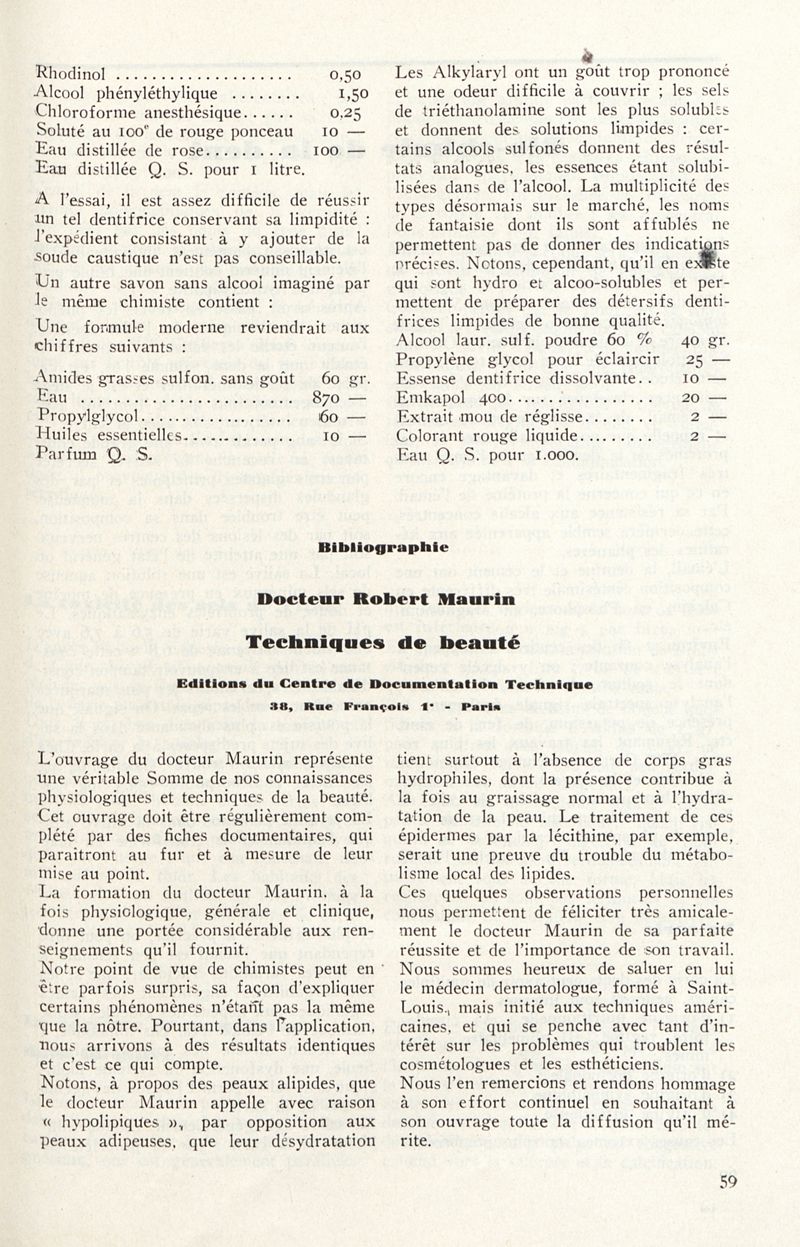 Rhodinol .................... 0,50
Alcool phényléthylique ........ 1,50
Chloroforme anesthésique...... 0,25
Soluté au 100e de rouge ponceau 10 —
Eau distillée de rose.......... 100 —
Eau distillée Q. S. pour 1 litre.
A l'essai, il est assez difficile de réussir
un tel dentifrice conservant sa limpidité :
l'expédient consistant à y ajouter de la
soude caustique n'est pas conseillable.
Un autre savon sans alcool imaginé par
le même chimiste contient :
Une formule moderne reviendrait aux
chiffres suivants :
Amides grasses sulfon. sans goût 60 gr.
Eau ........................ 870 —
Propylglycol................. 60 —
Huiles essentielles............. 10 —
Parfum Q. S.
Les Alkylaryl ont un goût trop prononcé
et une odeur difficile à couvrir ; les sels
de triéthanolamine sont les plus solubles
et donnent des solutions limpides : cer-
tains alcools sulfonés donnent des résul-
tats analogues, les essences étant solubi-
lisées dans de l'alcool. La multiplicité des
types désormais sur le marché, les noms
de fantaisie dont ils sont affublés ne
permettent pas de donner des indications
précises. Notons, cependant, qu'il en existe
qui sont hydro et alcoo-solubles et per-
mettent de préparer des détersifs denti-
frices limpides de bonne qualité.
Alcool laur. sulf. poudre 60 % 40 gr.
Propylène glycol pour éclaircir 25 —
Essense dentifrice dissolvante.. 10 —
Emkapol 400................ 20 —
Extrait mou de réglisse........ 2 —
Colorant rouge liquide......... 2 —
Eau Q. S. pour 1.000.
Bibliographie
Docteur Robert Maurin
Techniques de beauté
Editions du Centre de Documentation Technique
38, Rue François 1er - Paris
L'ouvrage du docteur Maurin représente
une véritable Somme de nos connaissances
physiologiques et techniques de la beauté.
Cet ouvrage doit être régulièrement com-
plété par des fiches documentaires, qui
paraitront au fur et à mesure de leur
mise au point.
La formation du docteur Maurin, à la
fois physiologique, générale et clinique,
donne une portée considérable aux ren-
seignements qu'il fournit.
Notre point de vue de chimistes peut en
être parfois surpris, sa façon d'expliquer
certains phénomènes n'étant pas la même
que la nôtre. Pourtant, dans l'application,
nous arrivons à des résultats identiques
et c'est ce qui compte.
Notons, à propos des peaux alipides, que
le docteur Maurin appelle avec raison
« hypolipiques », par opposition aux
peaux adipeuses, que leur désydratation
tient surtout à l'absence de corps gras
hydrophiles, dont la présence contribue à
la fois au graissage normal et à l'hydra-
tation de la peau. Le traitement de ces
épidermes par la lécithine, par exemple,
serait une preuve du trouble du métabo-
lisme local des lipides.
Ces quelques observations personnelles
nous permettent de féliciter très amicale-
ment le docteur Maurin de sa parfaite
réussite et de l'importance de son travail.
Nous sommes heureux de saluer en lui
le médecin dermatologue, formé à Saint-
Louis, mais initié aux techniques améri-
caines, et qui se penche avec tant d'in-
térêt sur les problèmes qui troublent les
cosmétologues et les esthéticiens.
Nous l'en remercions et rendons hommage
à son effort continuel en souhaitant à
son ouvrage toute la diffusion qu'il mé-
rite.
59